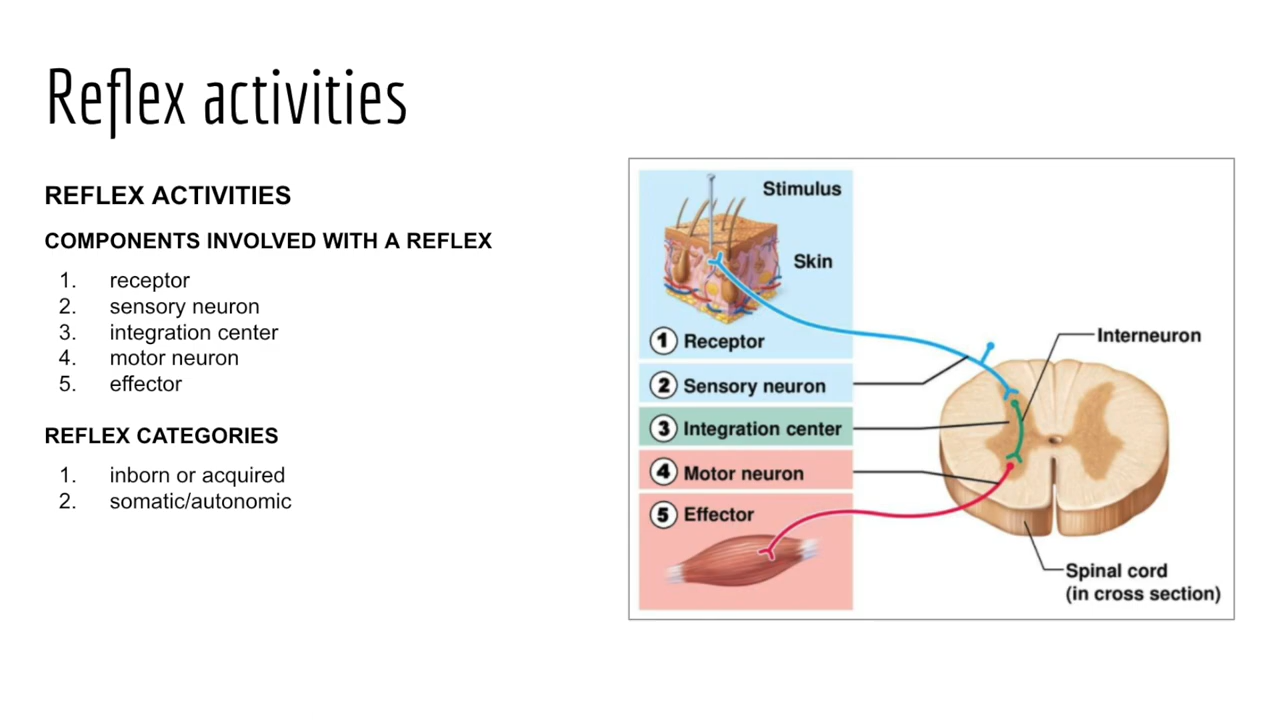 Reflex activities
REFLEX ACTIVITIES
COMPONENTS INVOLVED WITH A REFLEX
1. receptor
2. sensory neuron
3. integration center
4. motor neuron
5. effector
REFLEX CATEGORIES
1. inborn or acquired
2. somatic/autonomic
Stimulus
Skin
1 Receptor
2 Sensory neuron
3 Integration center
4 Motor neuron
5 Effector
Interneuron
Spinal cord
(in cross section)